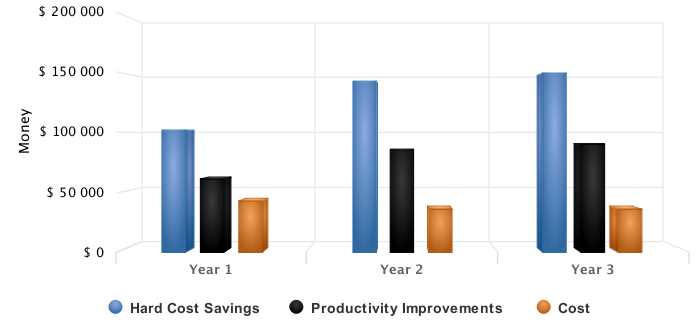 $ 200 000
$ 150 000
$ 100 000
$ 50 000
$ 0
Money
Year 1 Year 2 Year 3
Hard Cost Savings Productivity Improvements Cost